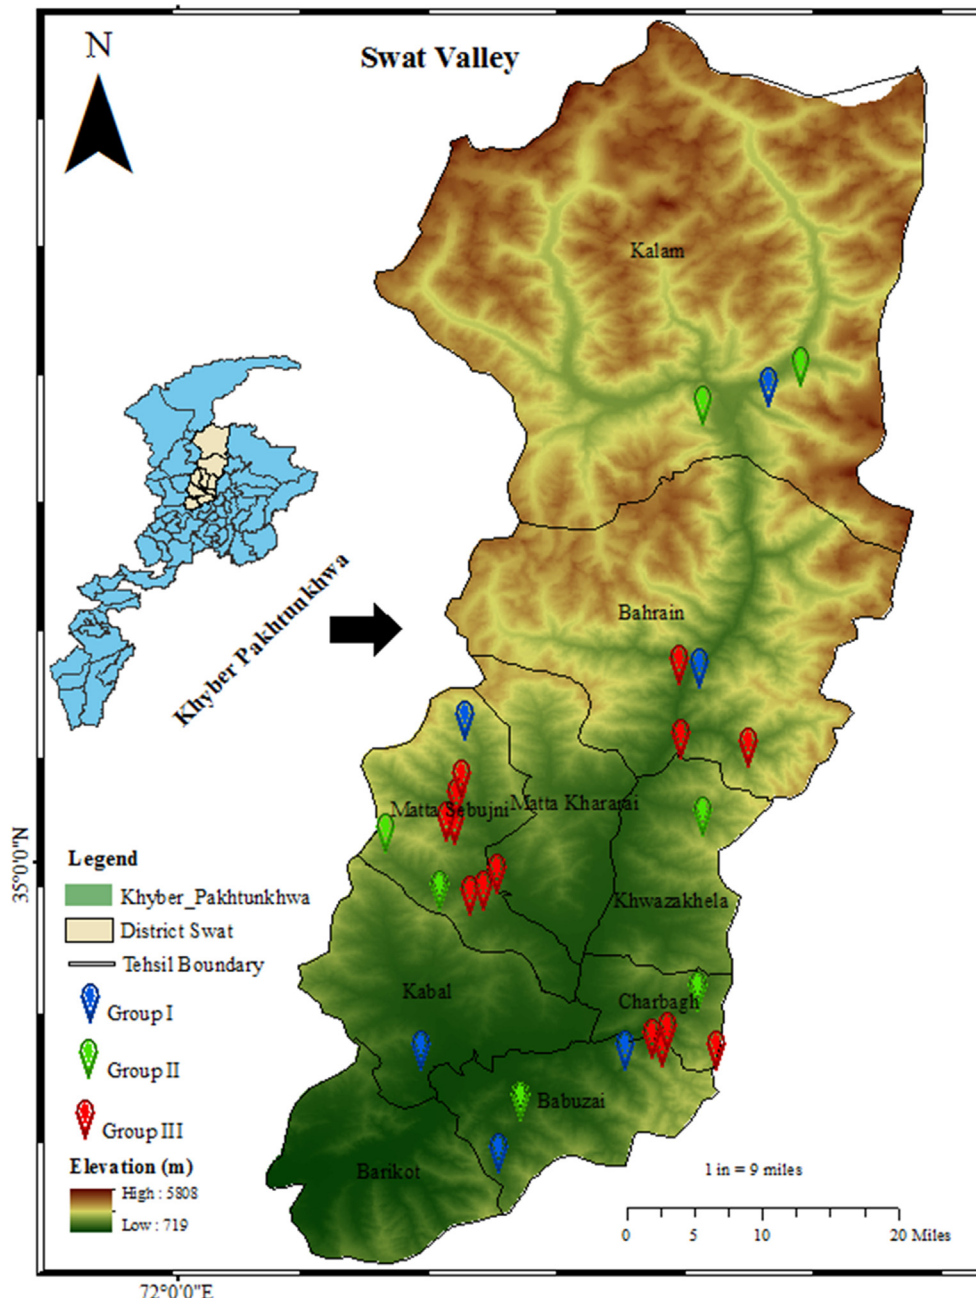 N
Swat Valley
Kalam
Khyber Pakhtunkhwa
Bahrain
Matta Sebujni
Matta Khararai
35°0'0"N
Legend
Khyber_Pakhtunkhwa
District Swat
Tehsil Boundary
Group I
Group II
Group III
Elevation (m)
High : 5808
Low : 719
Khwazakhela
Kabal
Charbagh
Babuzai
Barikot
1 in = 9 miles
0 5 10 20 Miles
72°0'0"E